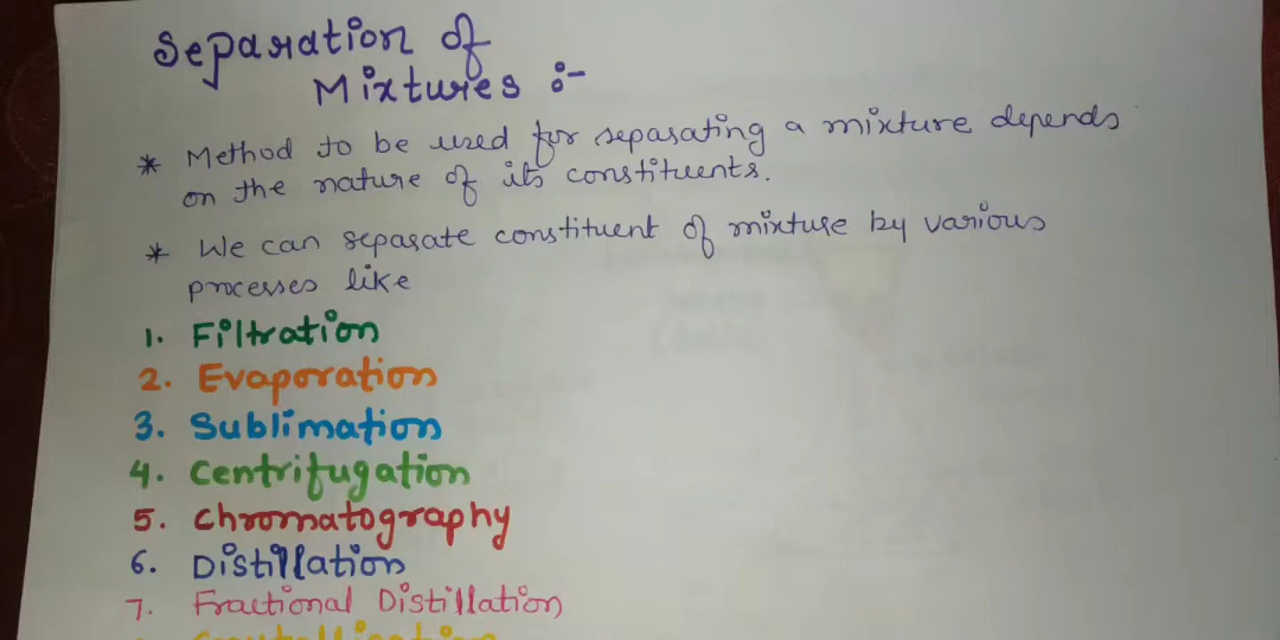 Separation of
Mixtures :-
* Method to be used for separating a mixture depends
on the nature of its constituents.
* We can separate constituent of mixture by various
processes like
1. Filtration
2. Evaporation
3. Sublimation
4. Centrifugation
5. Chromatography
6. Distillation
7. Fractional Distillation